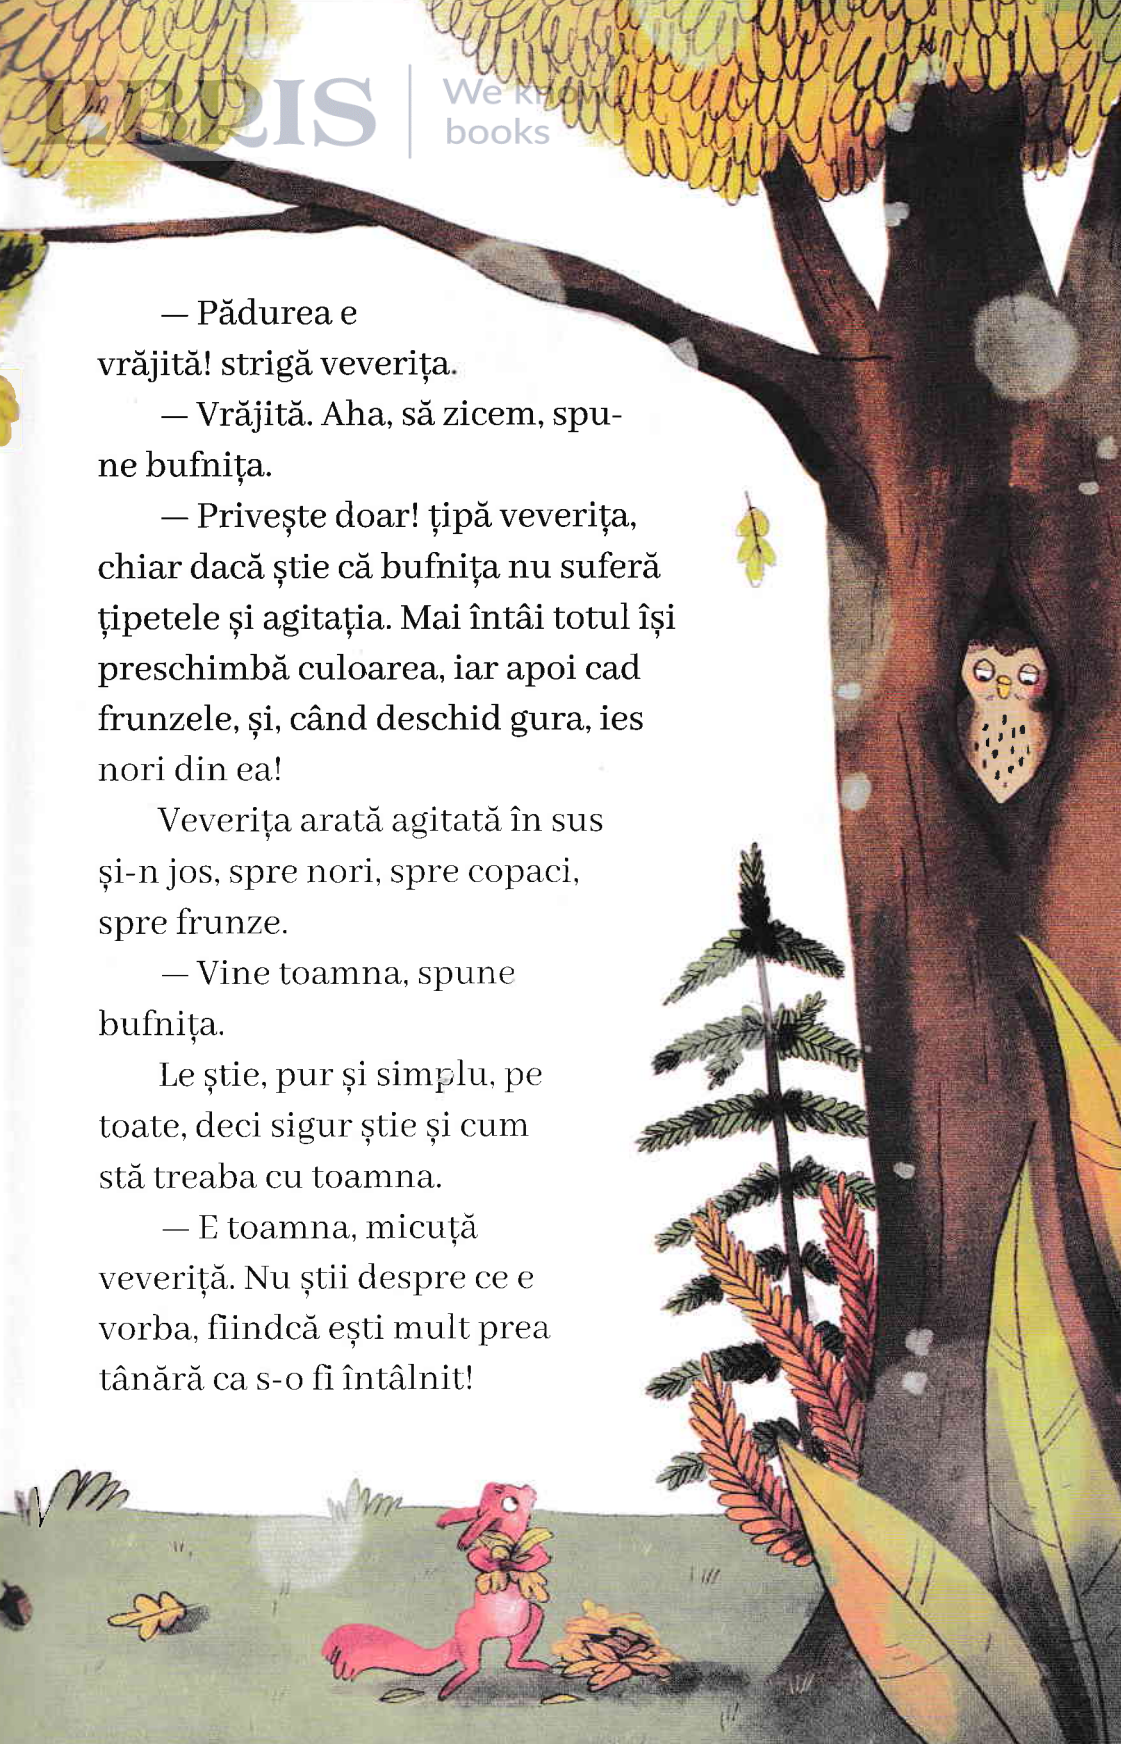 LIBRIS We know
books
— Pădurea e
vrăjită! strigă veverița.
— Vrăjită. Aha, să zicem, spu-
ne bufnița.
— Privește doar! țipă veverița,
chiar dacă știe că bufnița nu suferă
țipetele și agitația. Mai întâi totul își
preschimbă culoarea, iar apoi cad
frunzele, și, când deschid gura, ies
nori din ea!
Veverița arată agitată în sus
și-n jos, spre nori, spre copaci,
spre frunze.
— Vine toamna, spune
bufnița.
Le știe, pur și simplu, pe
toate, deci sigur știe și cum
stă treaba cu toamna.
— E toamna, micuță
veveriță. Nu știi despre ce e
vorba, fiindcă ești mult prea
tânără ca s-o fi întâlnit!